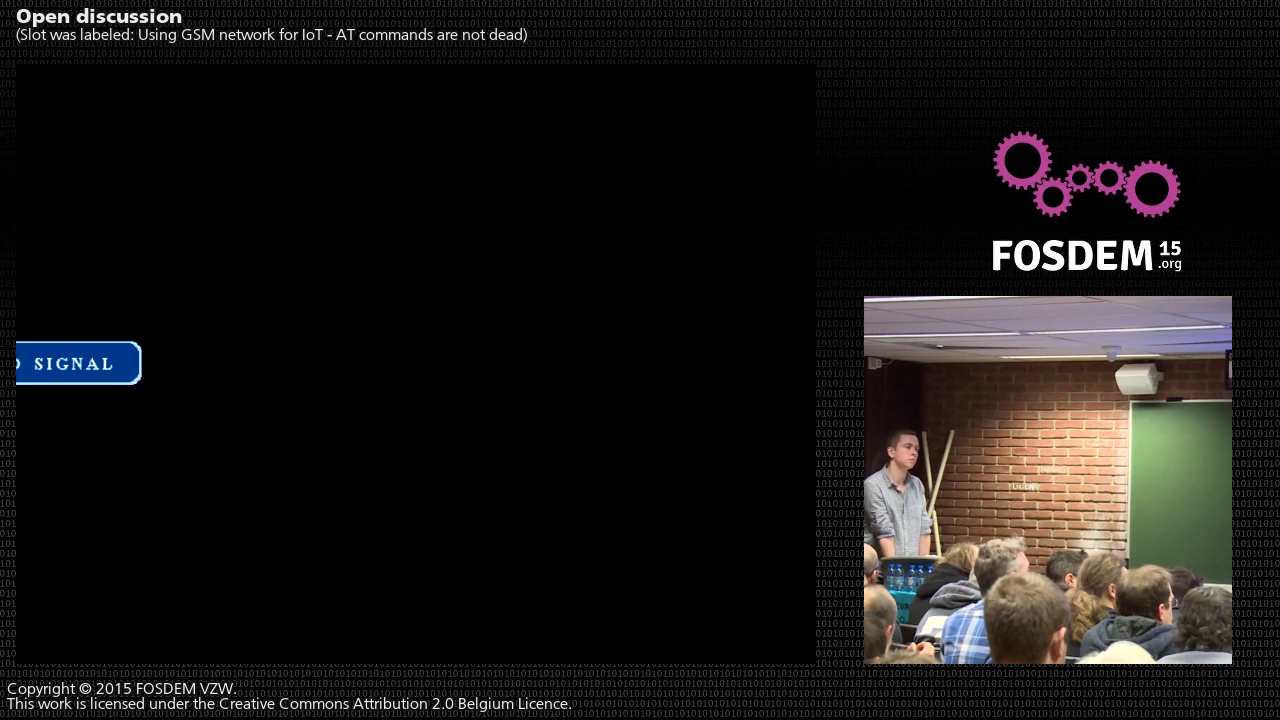 Open discussion
(Slot was labeled: Using GSM network for IoT - AT commands are not dead)
SIGNAL
FOSDEM 15
.org
Copyright © 2015 FOSDEM VZW.
This work is licensed under the Creative Commons Attribution 2.0 Belgium Licence.